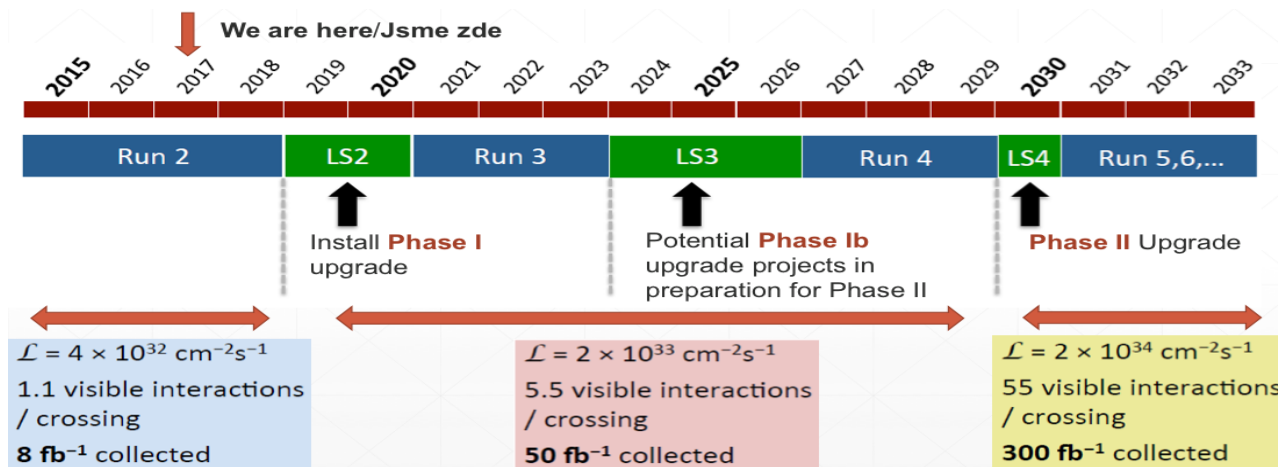 We are here/Jsme zde
2015 2016 2017 2018 2019 2020 2021 2022 2023 2024 2025 2026 2027 2028 2029 2030 2031 2032 2033
Run 2 LS2 Run 3 LS3 Run 4 LS4 Run 5,6,...
Install Phase I
upgrade
Potential Phase Ib
upgrade projects in
preparation for Phase II
Phase II Upgrade
ℒ = 4 × 10³² cm⁻²s⁻¹
1.1 visible interactions
/ crossing
8 fb⁻¹ collected
ℒ = 2 × 10³³ cm⁻²s⁻¹
5.5 visible interactions
/ crossing
50 fb⁻¹ collected
ℒ = 2 × 10³⁴ cm⁻²s⁻¹
55 visible interactions
/ crossing
300 fb⁻¹ collected